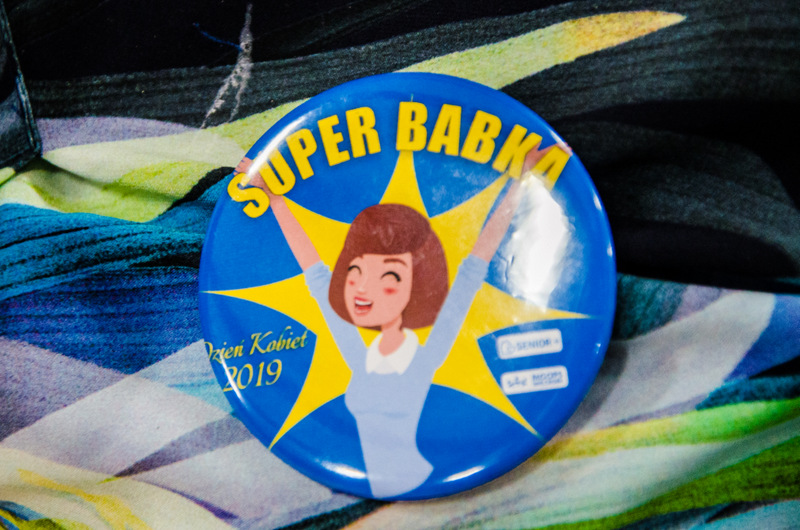 SUPER BABKA
Dzień Kobiet
2019
SENIOR +